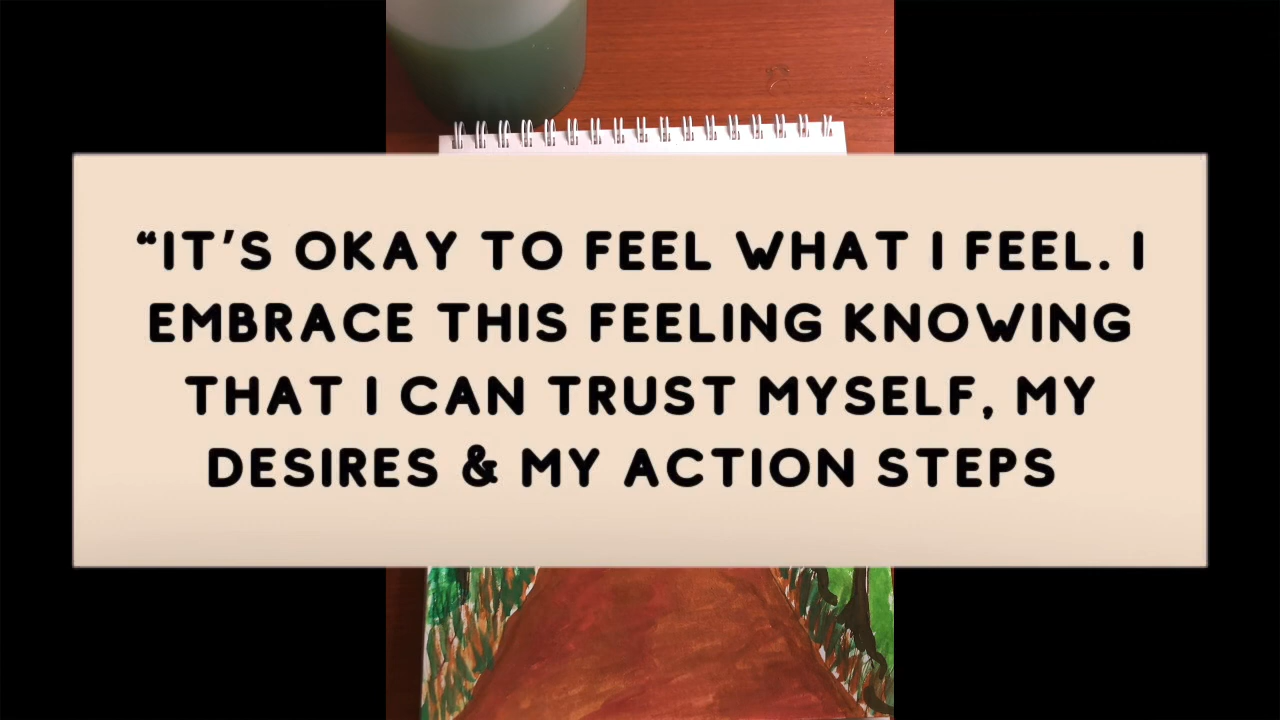 “IT’S OKAY TO FEEL WHAT I FEEL. I
EMBRACE THIS FEELING KNOWING
THAT I CAN TRUST MYSELF, MY
DESIRES & MY ACTION STEPS